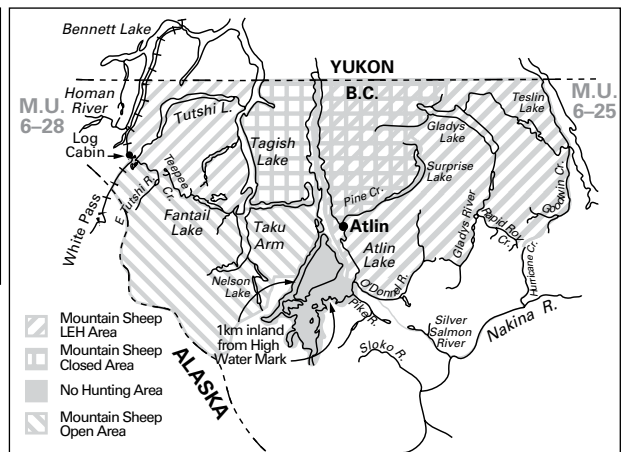 Bennett Lake
YUKON
B.C.
Homan
River
M.U.
6–28
Log
Cabin
Tutshi L.
Tagish
Lake
Teepee
Cr.
E. Tutshi R.
White Pass
Fantail
Lake
Taku
Arm
Nelson
Lake
Gladys
Lake
Surprise
Lake
Pine Cr.
Atlin
Atlin
Lake
O'Donnel R.
Pike R.
Teslin
Lake
M.U.
6–25
Goodwin Cr.
Gladys River
Rapid Roy
Cr.
Hurricane Cr.
Silver
Salmon
River
Nakina R.
Sloko R.
1km inland
from High
Water Mark
ALASKA
Mountain Sheep
LEH Area
Mountain Sheep
Closed Area
No Hunting Area
Mountain Sheep
Open Area